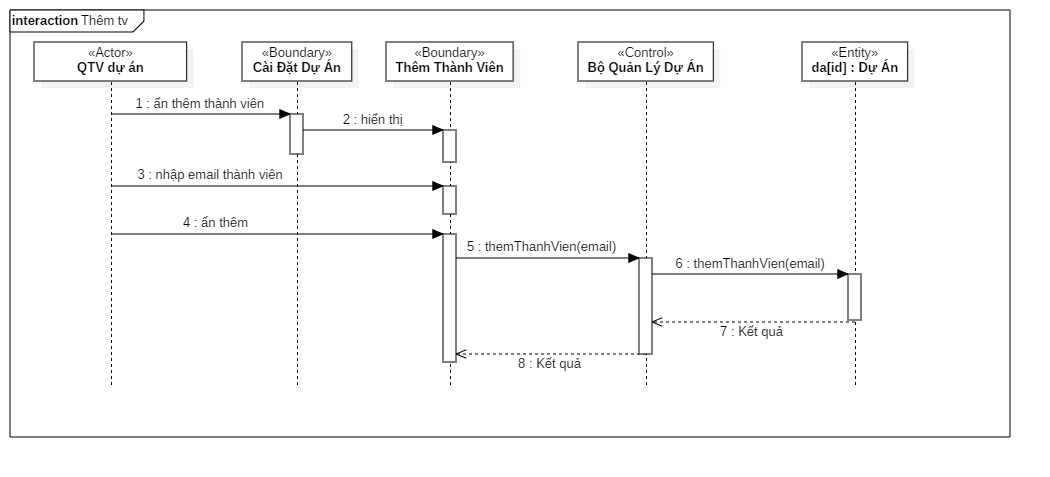 interaction Thêm tv
«Actor»
QTV dự án
«Boundary»
Cài Đặt Dự Án
«Boundary»
Thêm Thành Viên
«Control»
Bộ Quản Lý Dự Án
«Entity»
da[id] : Dự Án
1 : ấn thêm thành viên
2 : hiển thị
3 : nhập email thành viên
4 : ấn thêm
5 : themThanhVien(email)
6 : themThanhVien(email)
7 : Kết quả
8 : Kết quả